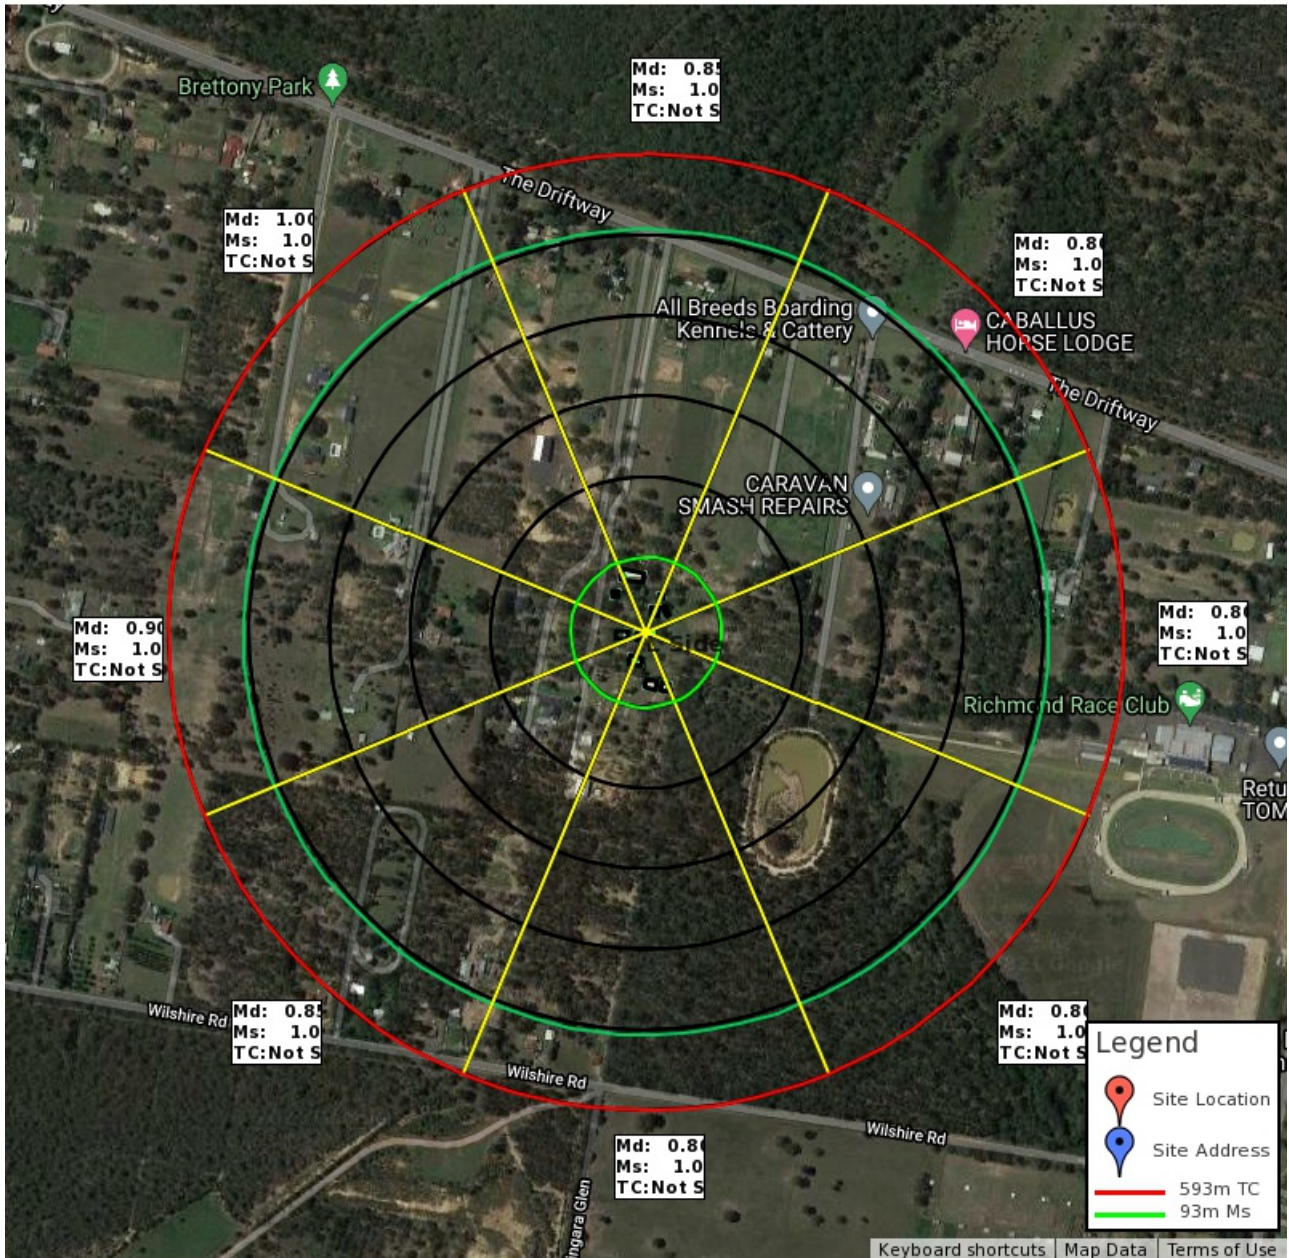 Brettony Park
Md: 0.85
Ms: 1.0
TC:Not S
The Driftway
Md: 1.00
Ms: 1.0
TC:Not S
Md: 0.80
Ms: 1.0
TC:Not S
All Breeds Boarding
Kennels & Cattery
CABALLUS
HORSE LODGE
The Driftway
CARAVAN
SMASH REPAIRS
Md: 0.90
Ms: 1.0
TC:Not S
Md: 0.80
Ms: 1.0
TC:Not S
Richmond Race Club
Retu
TOM
Wilshire Rd
Md: 0.85
Ms: 1.0
TC:Not S
Md: 0.80
Ms: 1.0
TC:Not S
Wilshire Rd
Wilshire Rd
Md: 0.80
Ms: 1.0
TC:Not S
ingara Glen
Legend
Site Location
Site Address
593m TC
93m Ms
Keyboard shortcuts
Map Data
Terms of Use